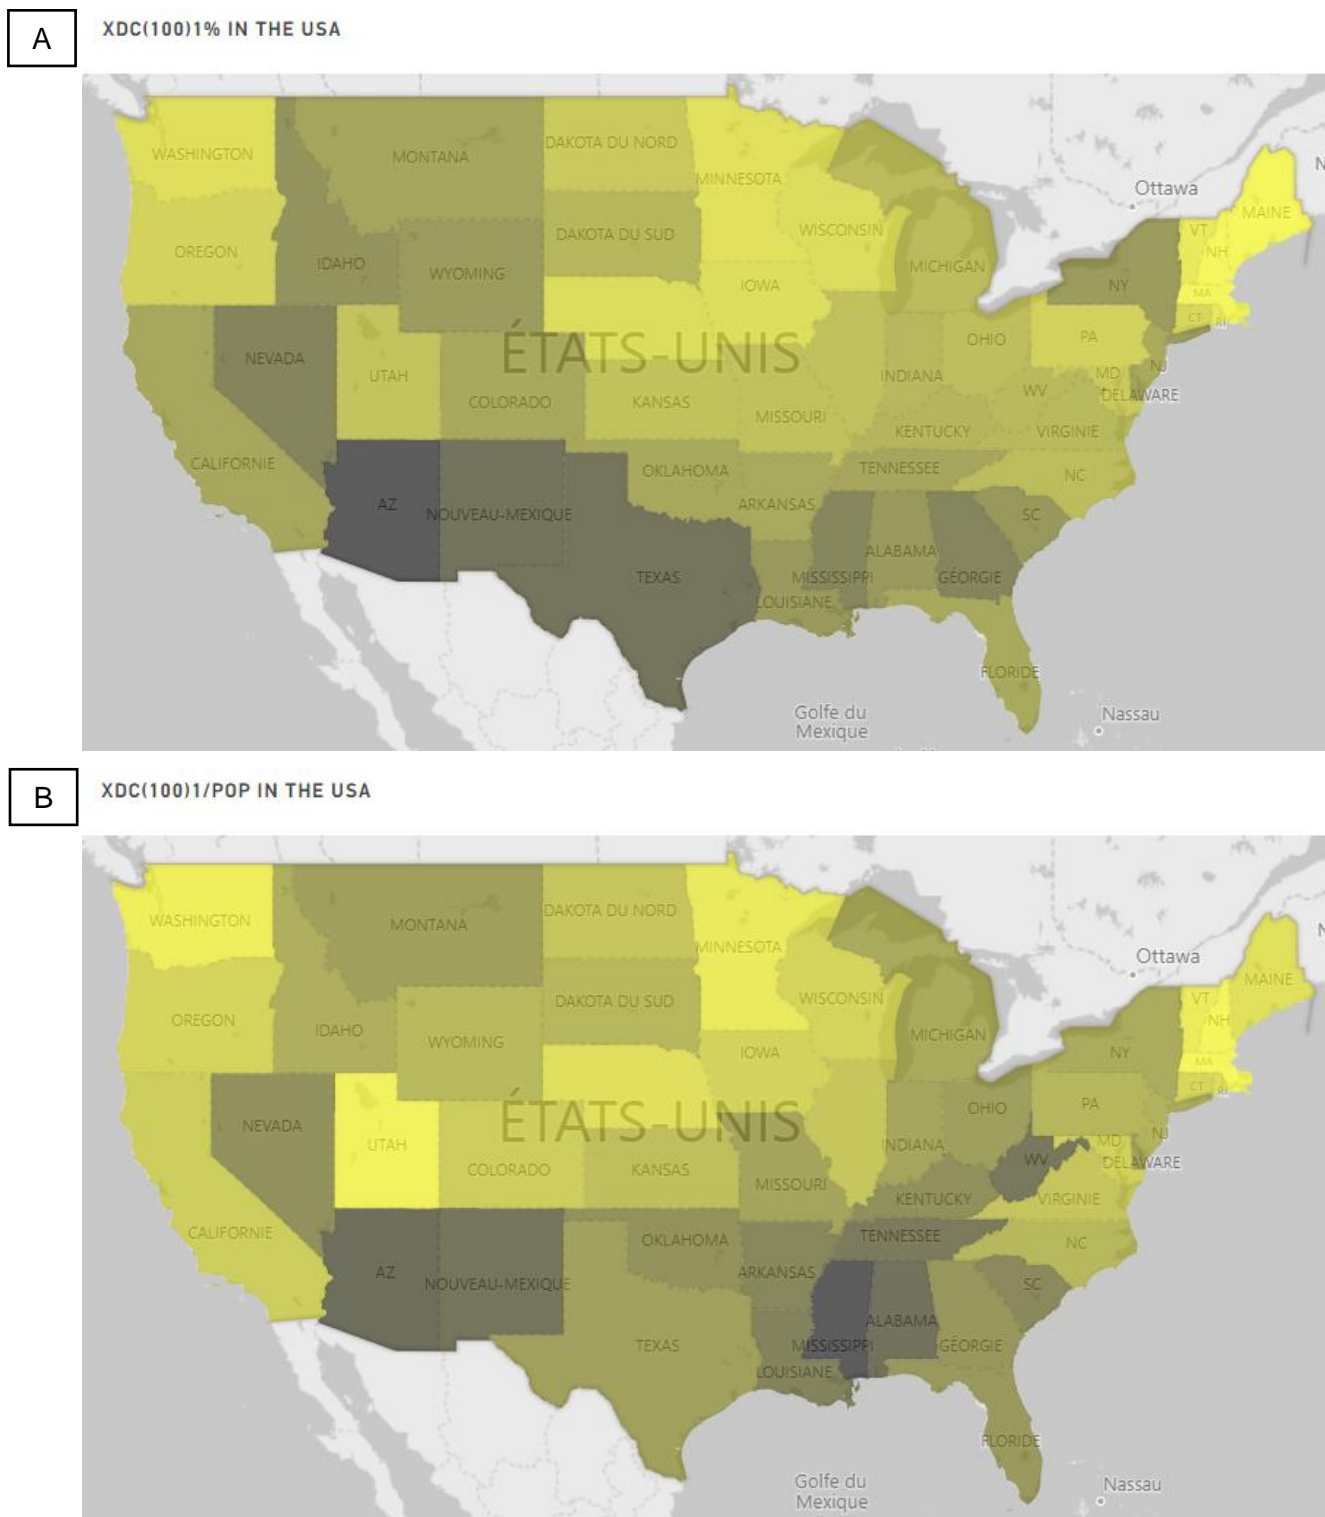 A
XDC(100)1% IN THE USA
WASHINGTON
MONTANA
DAKOTA DU NORD
MINNESOTA
Ottawa
N
MAINE
OREGON
IDAHO
WYOMING
DAKOTA DU SUD
WISCONSIN
MICHIGAN
VT
NH
NY
IOWA
MA
CT
RI
NEVADA
UTAH
ÉTATS-UNIS
INDIANA
OHIO
PA
NJ
MD
COLORADO
KANSAS
MISSOURI
WV
DELAWARE
KENTUCKY
VIRGINIE
CALIFORNIE
OKLAHOMA
TENNESSEE
NC
AZ
NOUVEAU-MEXIQUE
ARKANSAS
SC
ALABAMA
TEXAS
MISSISSIPPI
GÉORGIE
LOUISIANE
FLORIDE
Golfe du
Mexique
Nassau
B
XDC(100)1/POP IN THE USA
WASHINGTON
MONTANA
DAKOTA DU NORD
MINNESOTA
Ottawa
N
MAINE
OREGON
IDAHO
WYOMING
DAKOTA DU SUD
WISCONSIN
MICHIGAN
VT
NH
NY
IOWA
MA
CT
RI
NEVADA
UTAH
ÉTATS-UNIS
INDIANA
OHIO
PA
NJ
MD
COLORADO
KANSAS
MISSOURI
WV
DELAWARE
KENTUCKY
VIRGINIE
CALIFORNIE
OKLAHOMA
TENNESSEE
NC
AZ
NOUVEAU-MEXIQUE
ARKANSAS
SC
ALABAMA
TEXAS
MISSISSIPPI
GÉORGIE
LOUISIANE
FLORIDE
Golfe du
Mexique
Nassau